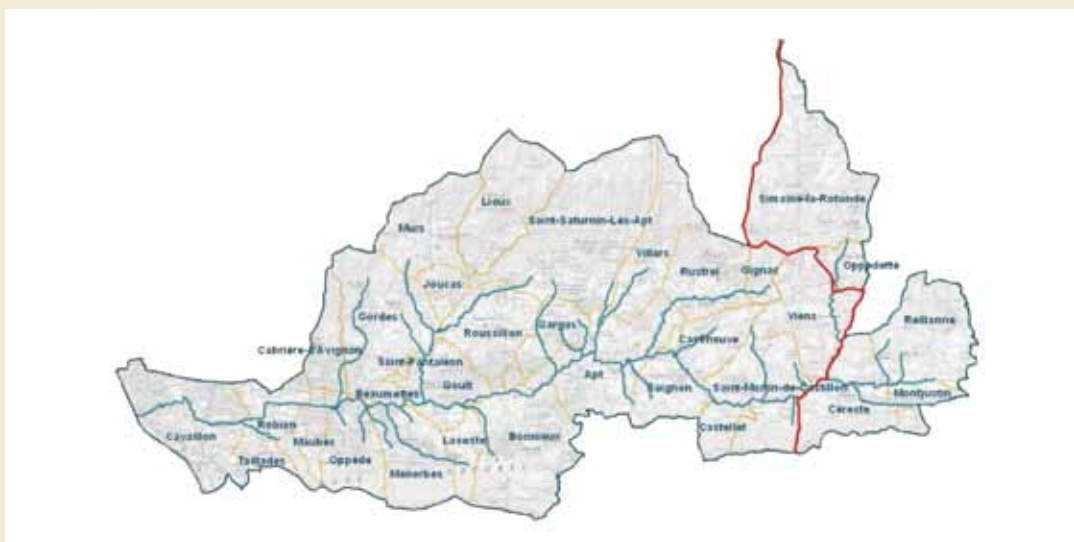 Simiane-la-Rotonde
Lioux
Saint-Saturnin-Lès-Apt
Murs
Villars
Oppedette
Rustrel
Gignac
Joucas
Viens
Reillanne
Gordes
Roussillon
Gargas
Caseneuve
Cabrière-d'Avignon
Saint-Pantaléon
Apt
Goult
Saignon
Saint-Martin-de-Castillon
Beaumettes
Montjustin
Céreste
Robion
Castellet
Cavaillon
Maubec
Lacoste
Bonnieux
Taillades
Oppède
Ménerbes